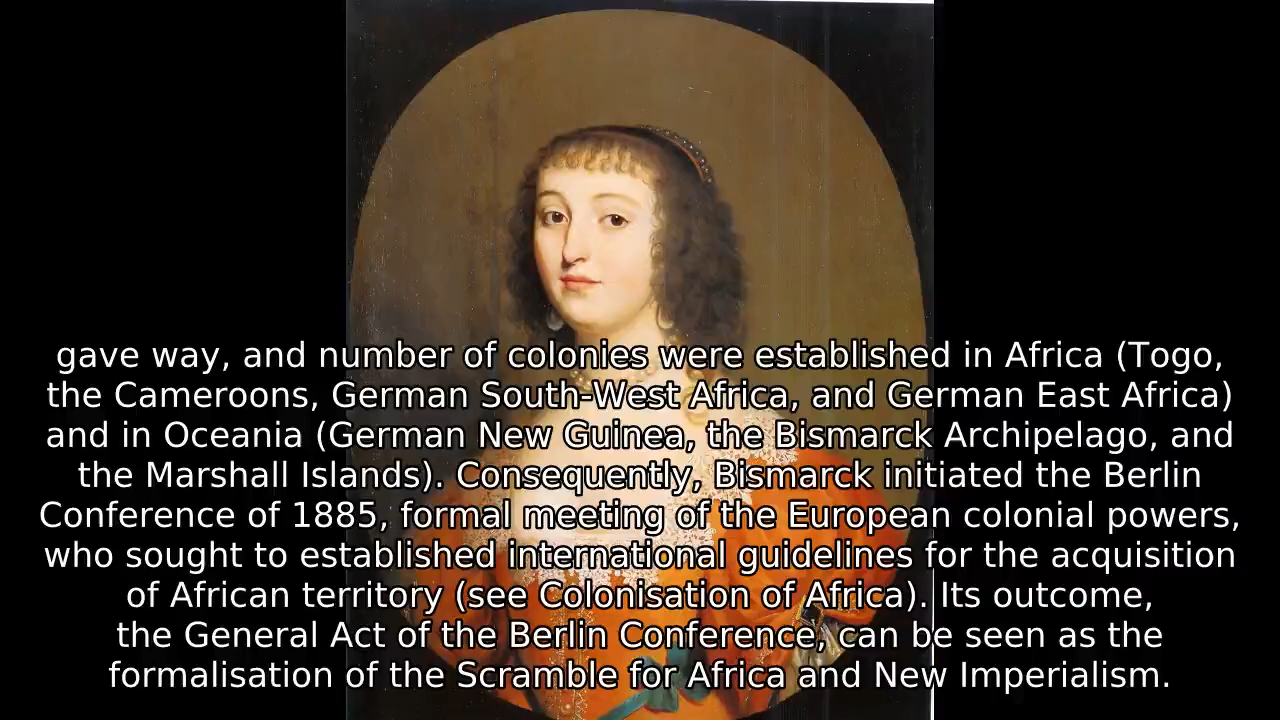 gave way, and number of colonies were established in Africa (Togo,
the Cameroons, German South-West Africa, and German East Africa)
and in Oceania (German New Guinea, the Bismarck Archipelago, and
the Marshall Islands). Consequently, Bismarck initiated the Berlin
Conference of 1885, formal meeting of the European colonial powers,
who sought to established international guidelines for the acquisition
of African territory (see Colonisation of Africa). Its outcome,
the General Act of the Berlin Conference, can be seen as the
formalisation of the Scramble for Africa and New Imperialism.